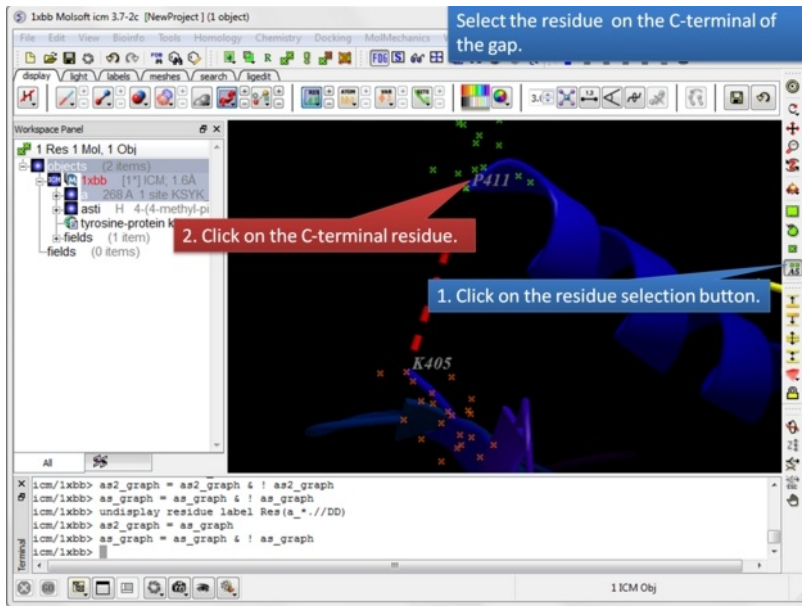 1xbb Molsoft icm 3.7-2c [NewProject] (1 object)
Select the residue on the C-terminal of
the gap.
File Edit View Bioinfo Tools Homology Chemistry Docking MolMechanics
display light labels meshes search ligedit
Workspace Panel
1 Res 1 Mol, 1 Obj
objects (2 items)
1xbb [1*] ICM; 1.6Å
a 268 A 1 site KSYK_
asti H 4-(4-methyl-pi
tyrosine-protein k
fields (1 item)
fields (0 items)
P411
2. Click on the C-terminal residue.
1. Click on the residue selection button.
K405
All
icm/1xbb> as2_graph = as2_graph & ! as2_graph
icm/1xbb> as_graph = as_graph & ! as_graph
icm/1xbb> undisplay residue label Res(a_*.//DD)
icm/1xbb> as2_graph = as_graph
icm/1xbb> as_graph = as_graph & ! as_graph
icm/1xbb>
Terminal
1 ICM Obj